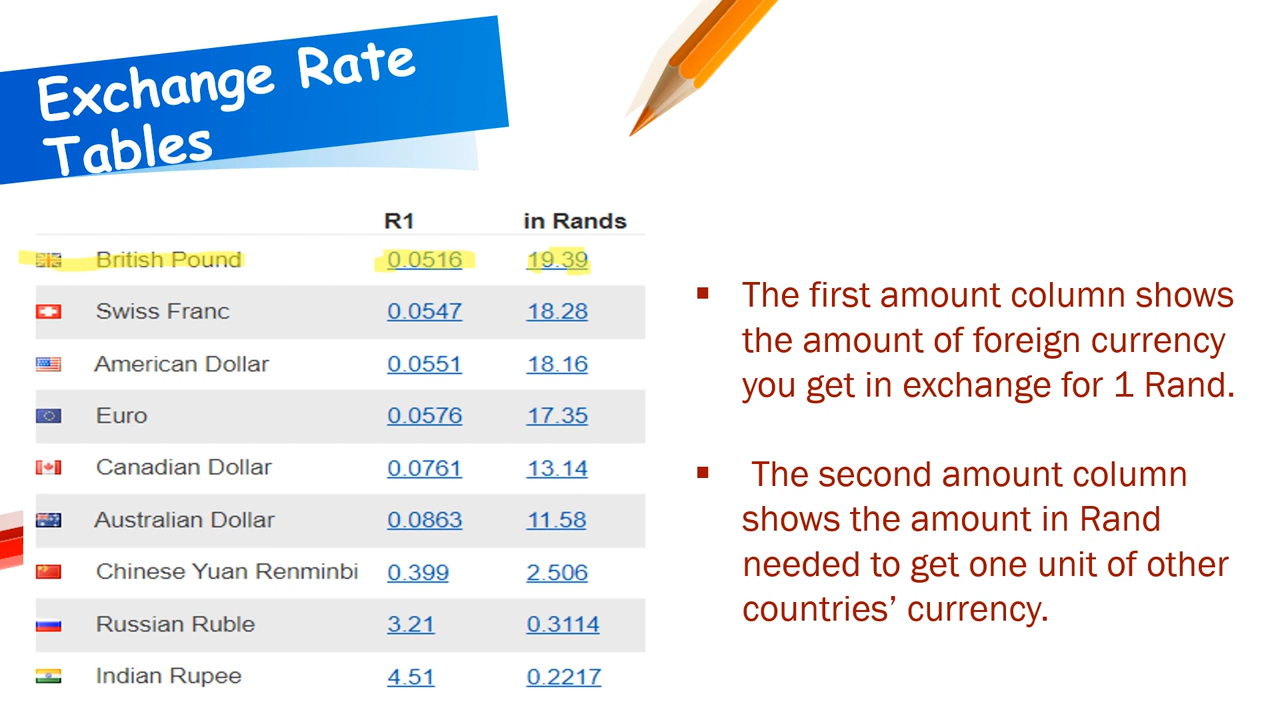 Exchange Rate
Tables
R1 in Rands
British Pound 0.0516 19.39
Swiss Franc 0.0547 18.28
American Dollar 0.0551 18.16
Euro 0.0576 17.35
Canadian Dollar 0.0761 13.14
Australian Dollar 0.0863 11.58
Chinese Yuan Renminbi 0.399 2.506
Russian Ruble 3.21 0.3114
Indian Rupee 4.51 0.2217
▪ The first amount column shows
the amount of foreign currency
you get in exchange for 1 Rand.
▪ The second amount column
shows the amount in Rand
needed to get one unit of other
countries’ currency.